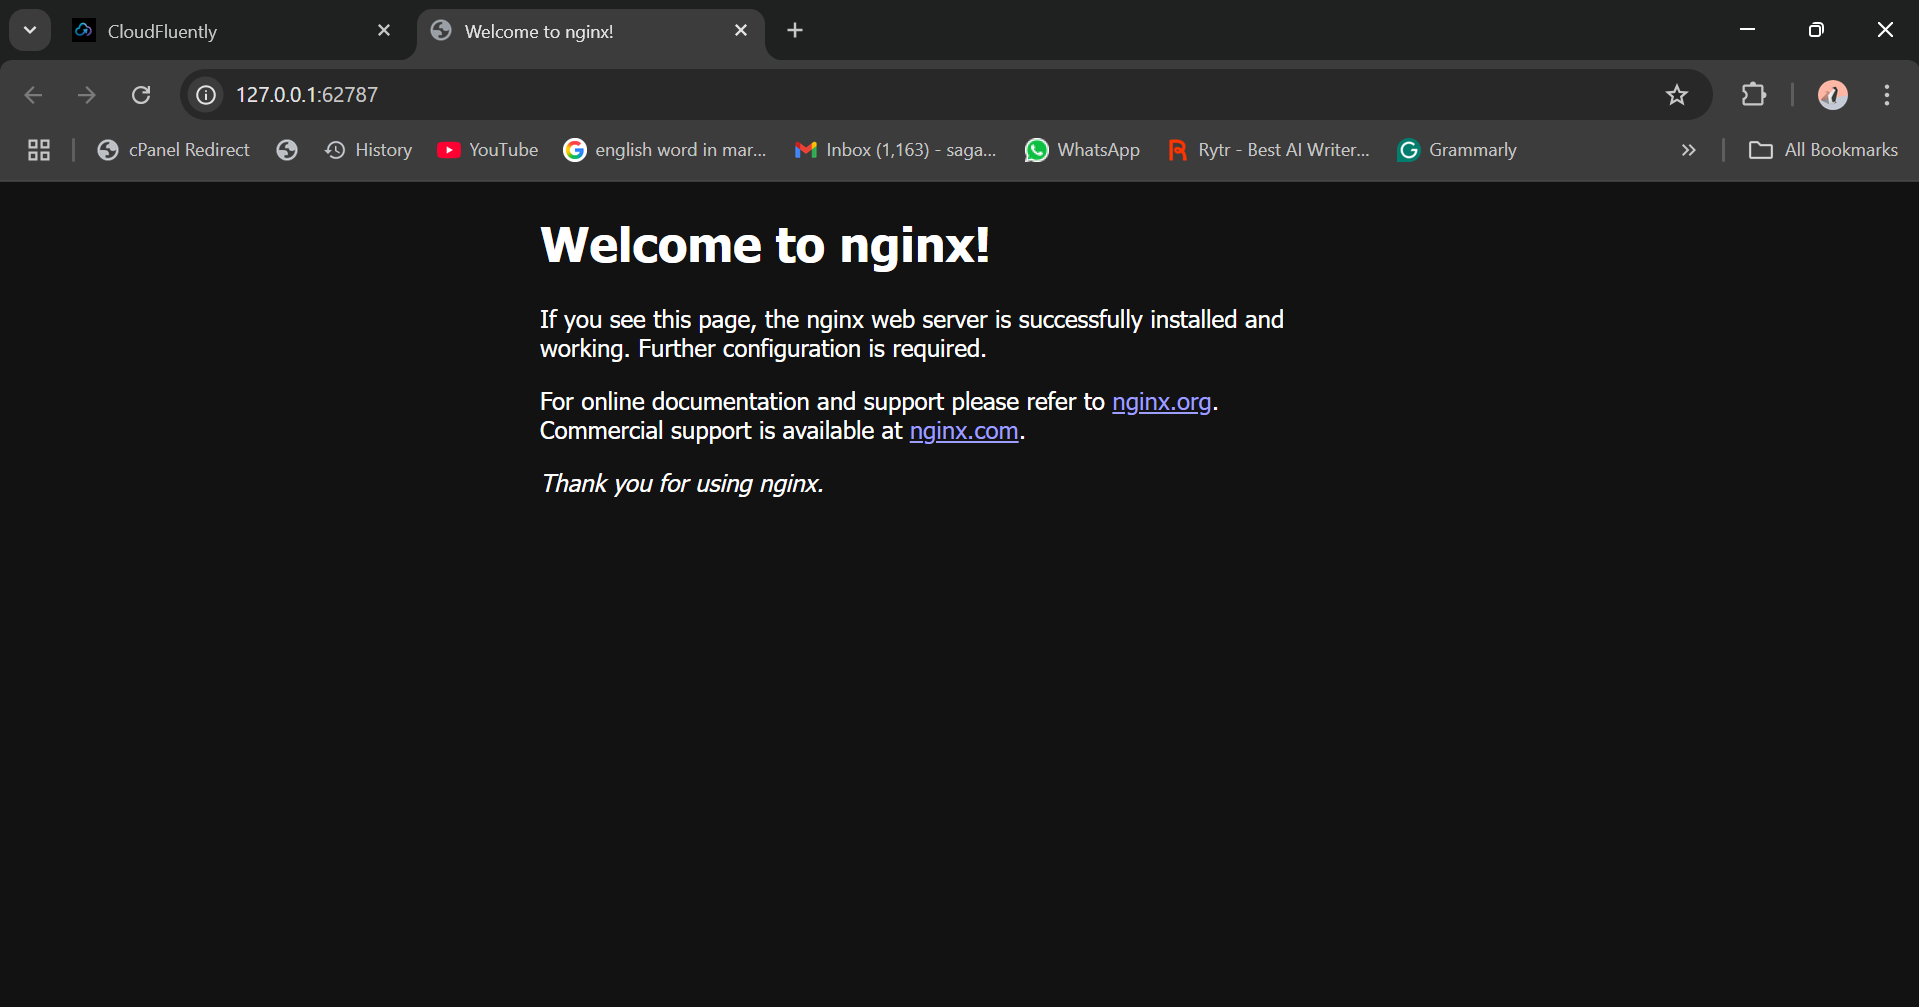 CloudFluently
Welcome to nginx!
127.0.0.1:62787
cPanel Redirect
History
YouTube
english word in mar...
Inbox (1,163) - saga...
WhatsApp
Rytr - Best AI Writer...
Grammarly
All Bookmarks
Welcome to nginx!
If you see this page, the nginx web server is successfully installed and
working. Further configuration is required.
For online documentation and support please refer to nginx.org.
Commercial support is available at nginx.com.
Thank you for using nginx.